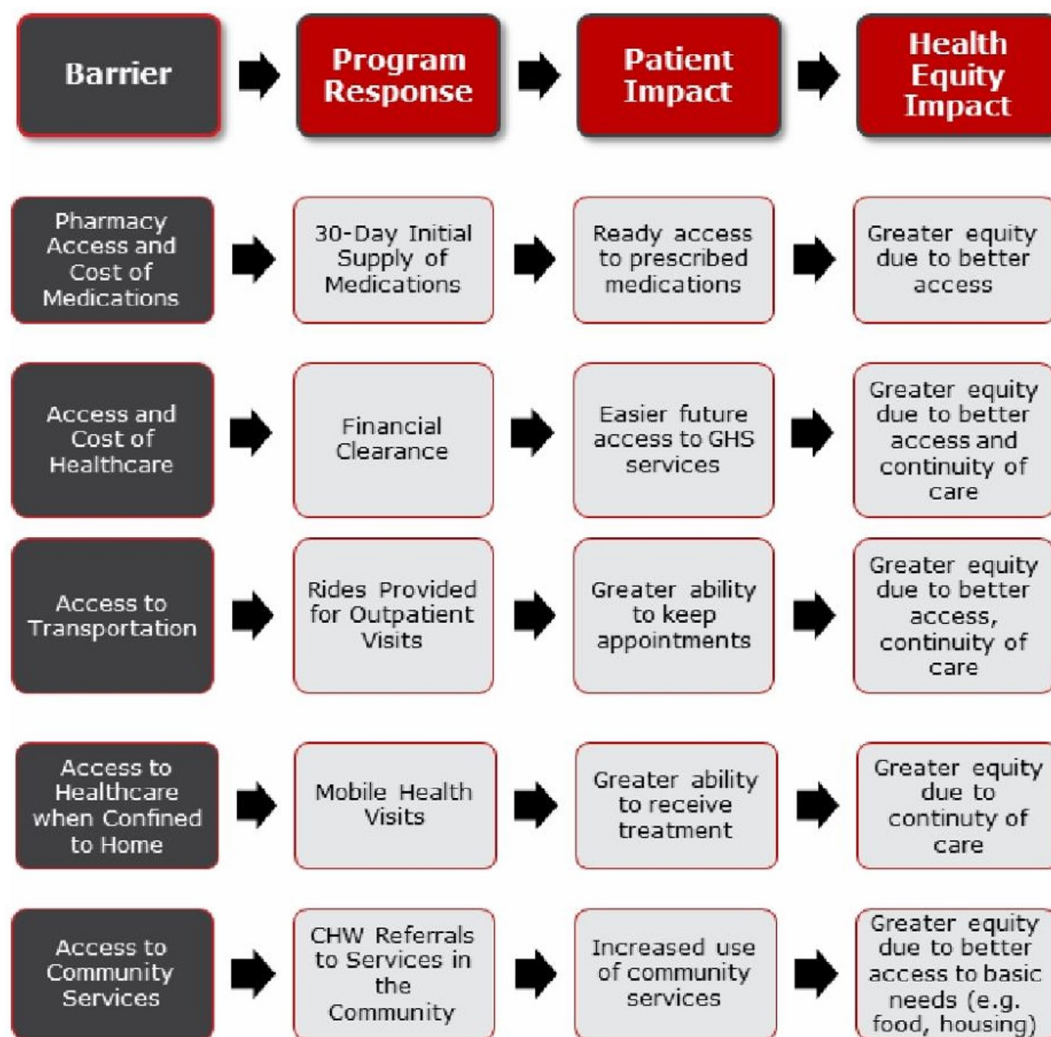 Barrier
Program
Response
Patient
Impact
Health
Equity
Impact
Pharmacy
Access and
Cost of
Medications
30-Day Initial
Supply of
Medications
Ready access
to prescribed
medications
Greater equity
due to better
access
Access and
Cost of
Healthcare
Financial
Clearance
Easier future
access to GHS
services
Greater equity
due to better
access and
continuity of
care
Access to
Transportation
Rides Provided
for Outpatient
Visits
Greater ability
to keep
appointments
Greater equity
due to better
access,
continuity of
care
Access to
Healthcare
when Confined
to Home
Mobile Health
Visits
Greater ability
to receive
treatment
Greater equity
due to
continuty of
care
Access to
Community
Services
CHW Referrals
to Services in
the
Community
Increased use
of community
services
Greater equity
due to better
access to basic
needs (e.g.
food, housing)